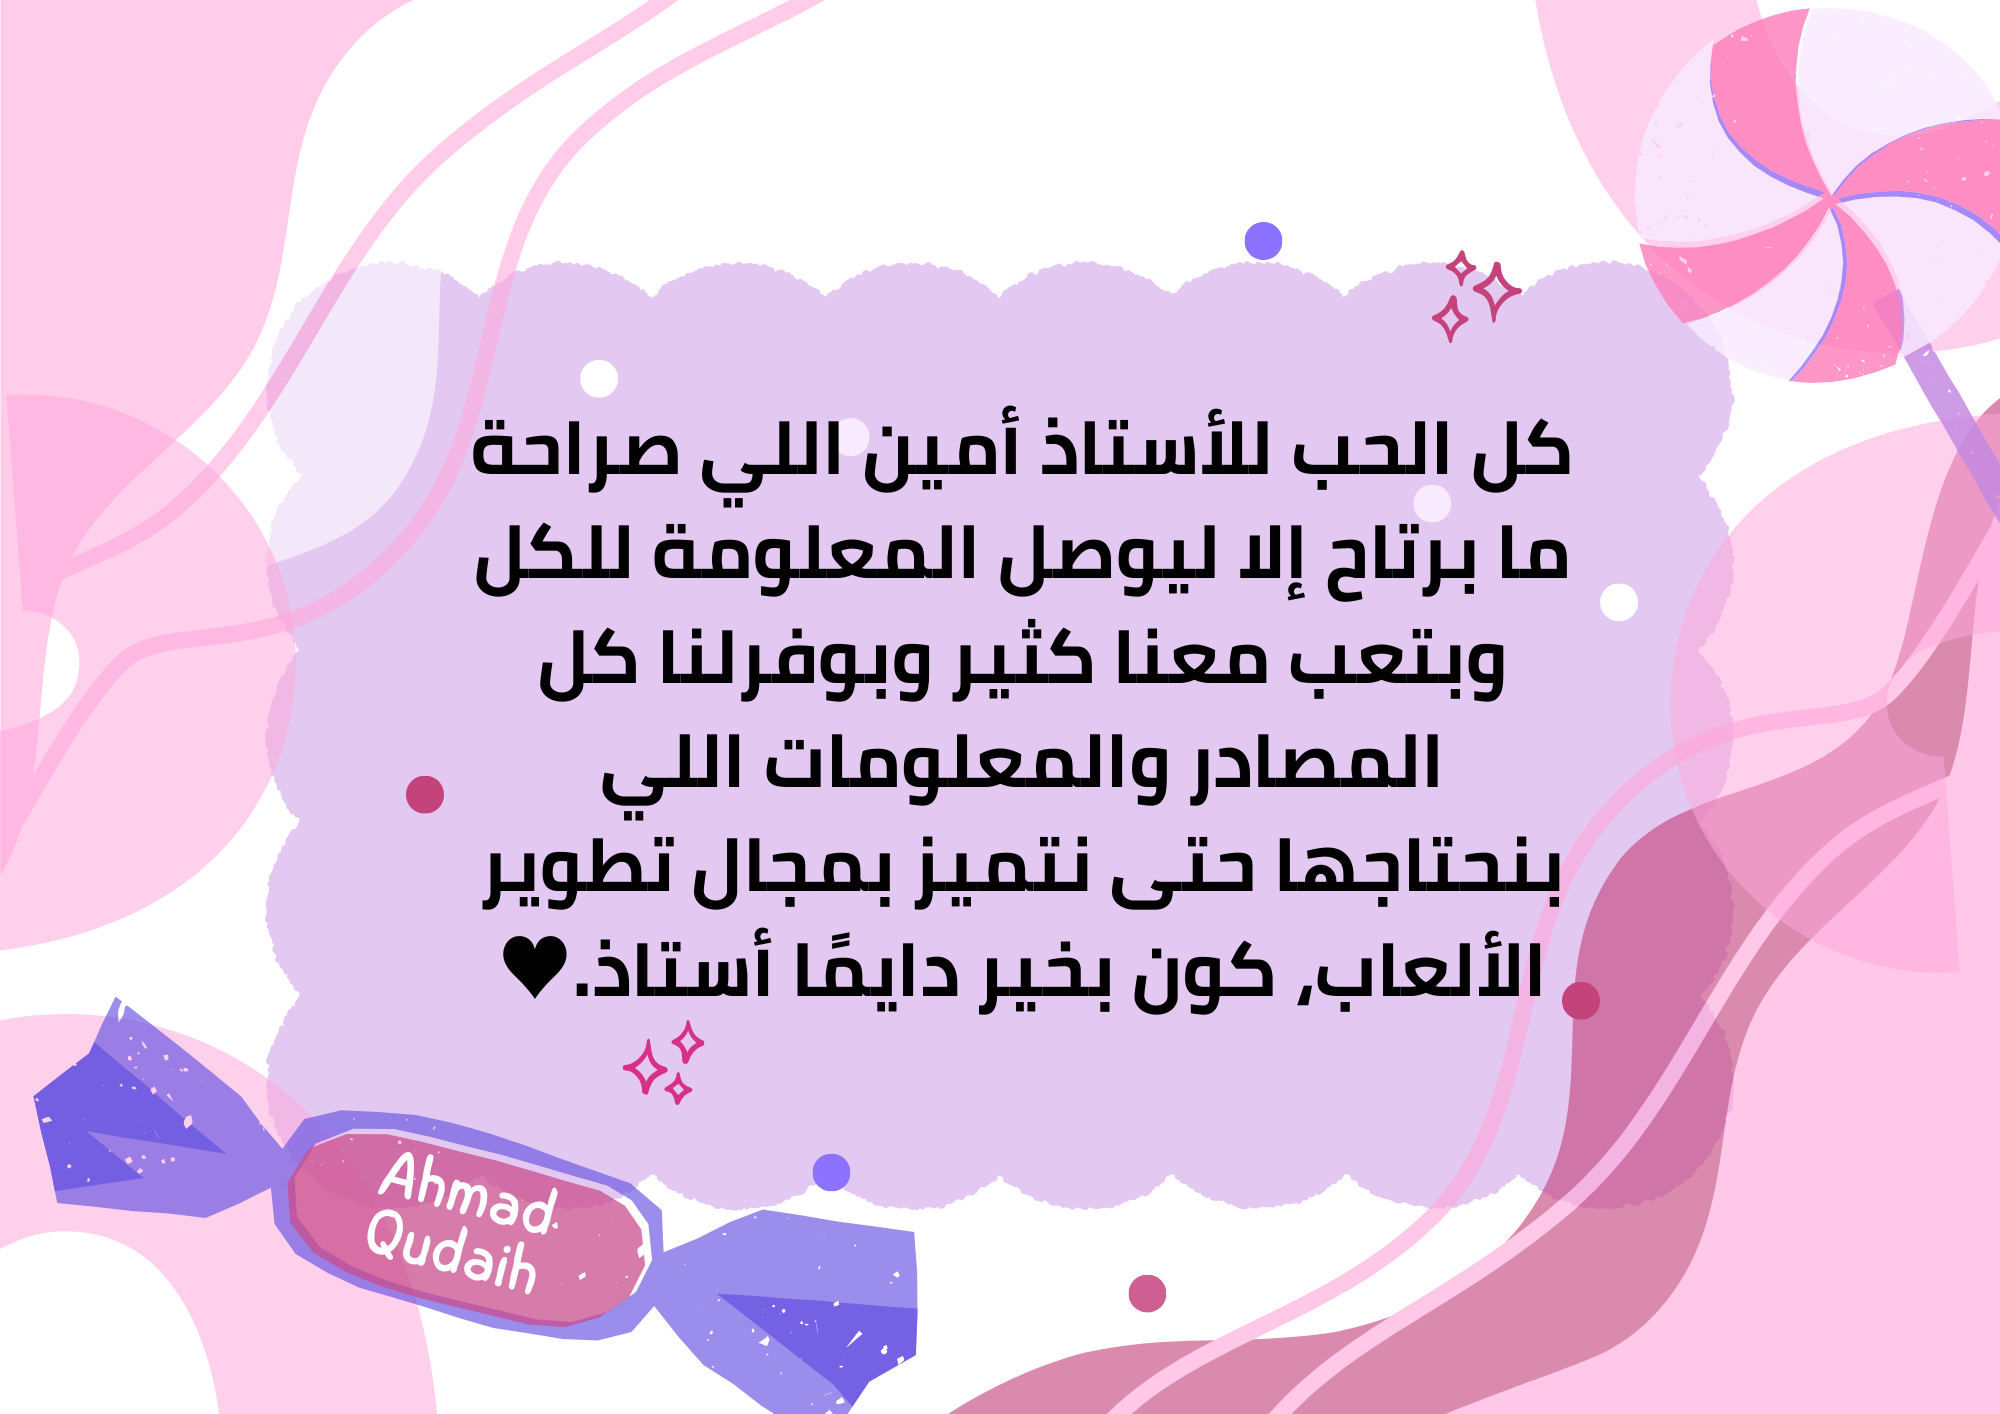 كل الحب للأستاذ أمين اللي صراحة
ما برتاح إلا ليوصل المعلومة للكل
وبتعب معنا كثير وبوفرلنا كل
المصادر والمعلومات اللي
بنحتاجها حتى نتميز بمجال تطوير
الألعاب، كون بخير دايمًا أستاذ.♥
Ahmad
Qudaih